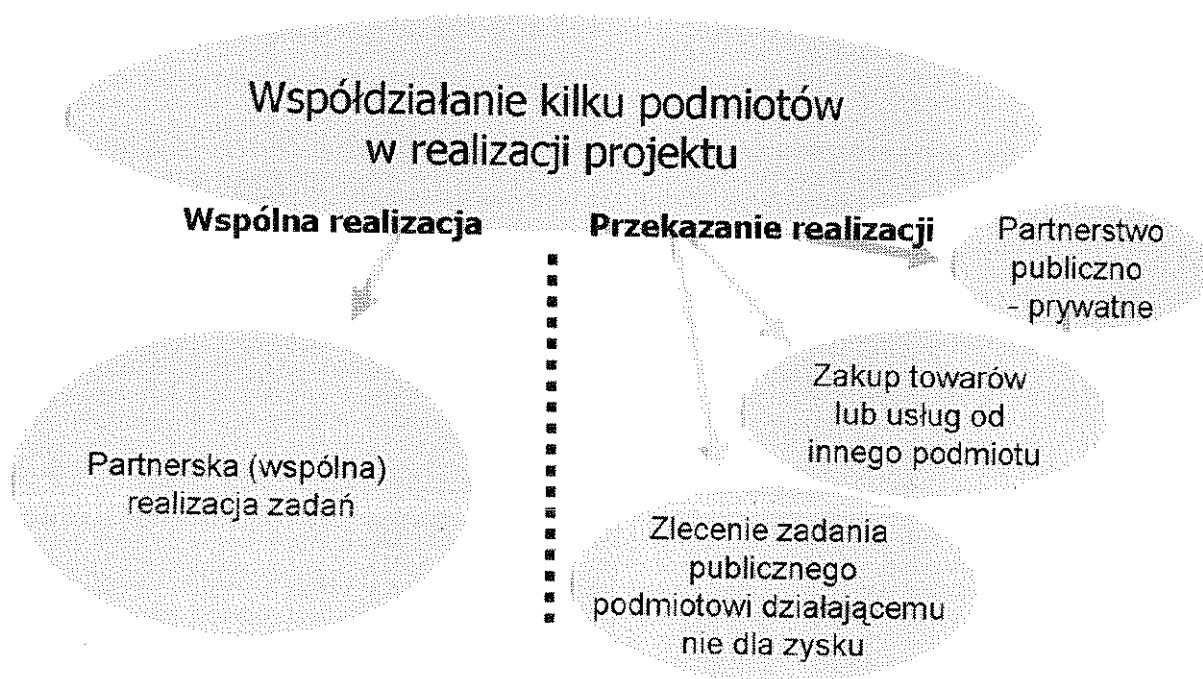 Współdziałanie kilku podmiotów
w realizacji projektu
Wspólna realizacja
Przekazanie realizacji
Partnerstwo
publiczno
- prywatne
Zakup towarów
lub usług od
innego podmiotu
Partnerska (wspólna)
realizacja zadań
Zlecenie zadania
publicznego
podmiotowi działającemu
nie dla zysku